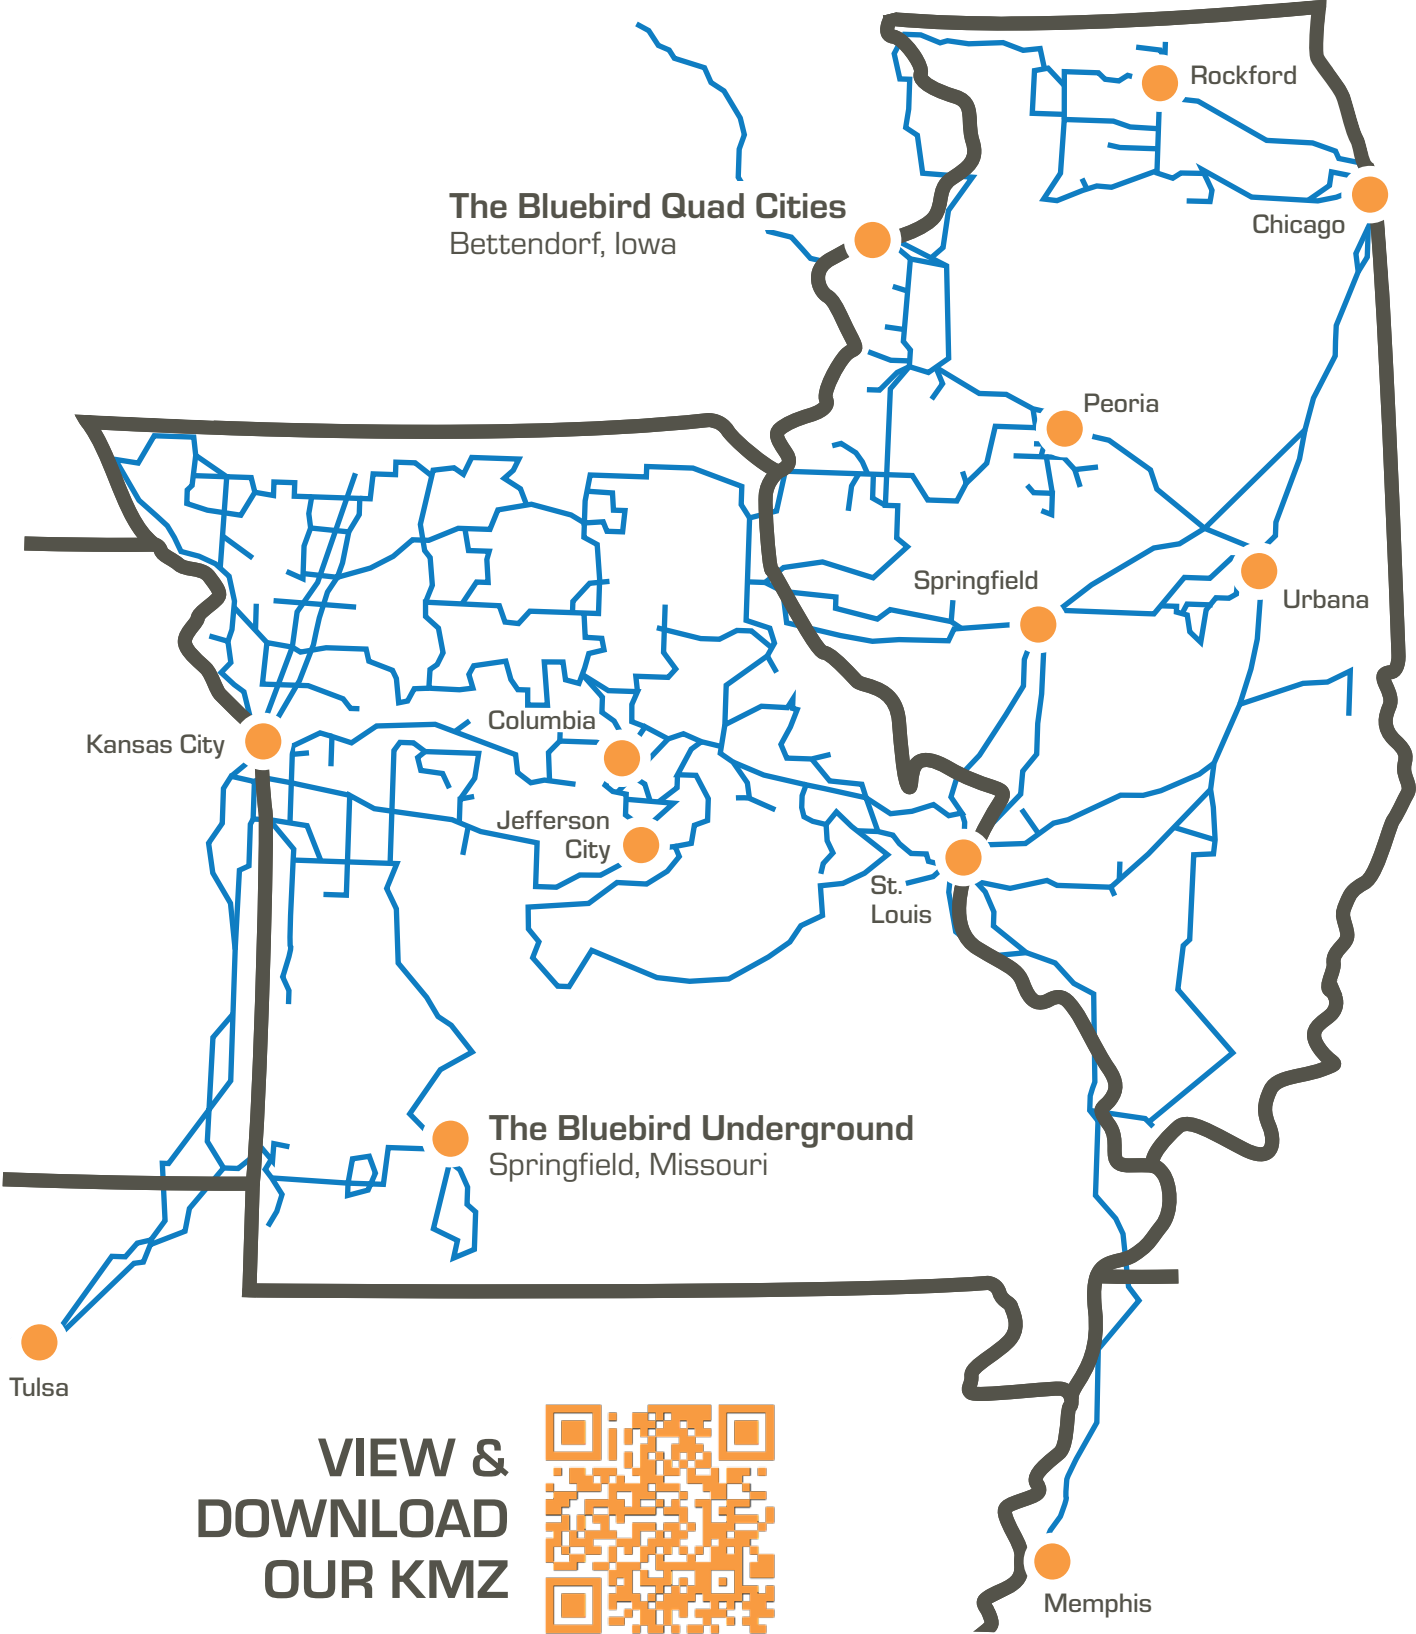 Rockford
The Bluebird Quad Cities
Bettendorf, Iowa
Chicago
Peoria
Springfield
Urbana
Columbia
Kansas City
Jefferson
City
St.
Louis
The Bluebird Underground
Springfield, Missouri
Tulsa
VIEW &
DOWNLOAD
OUR KMZ
Memphis